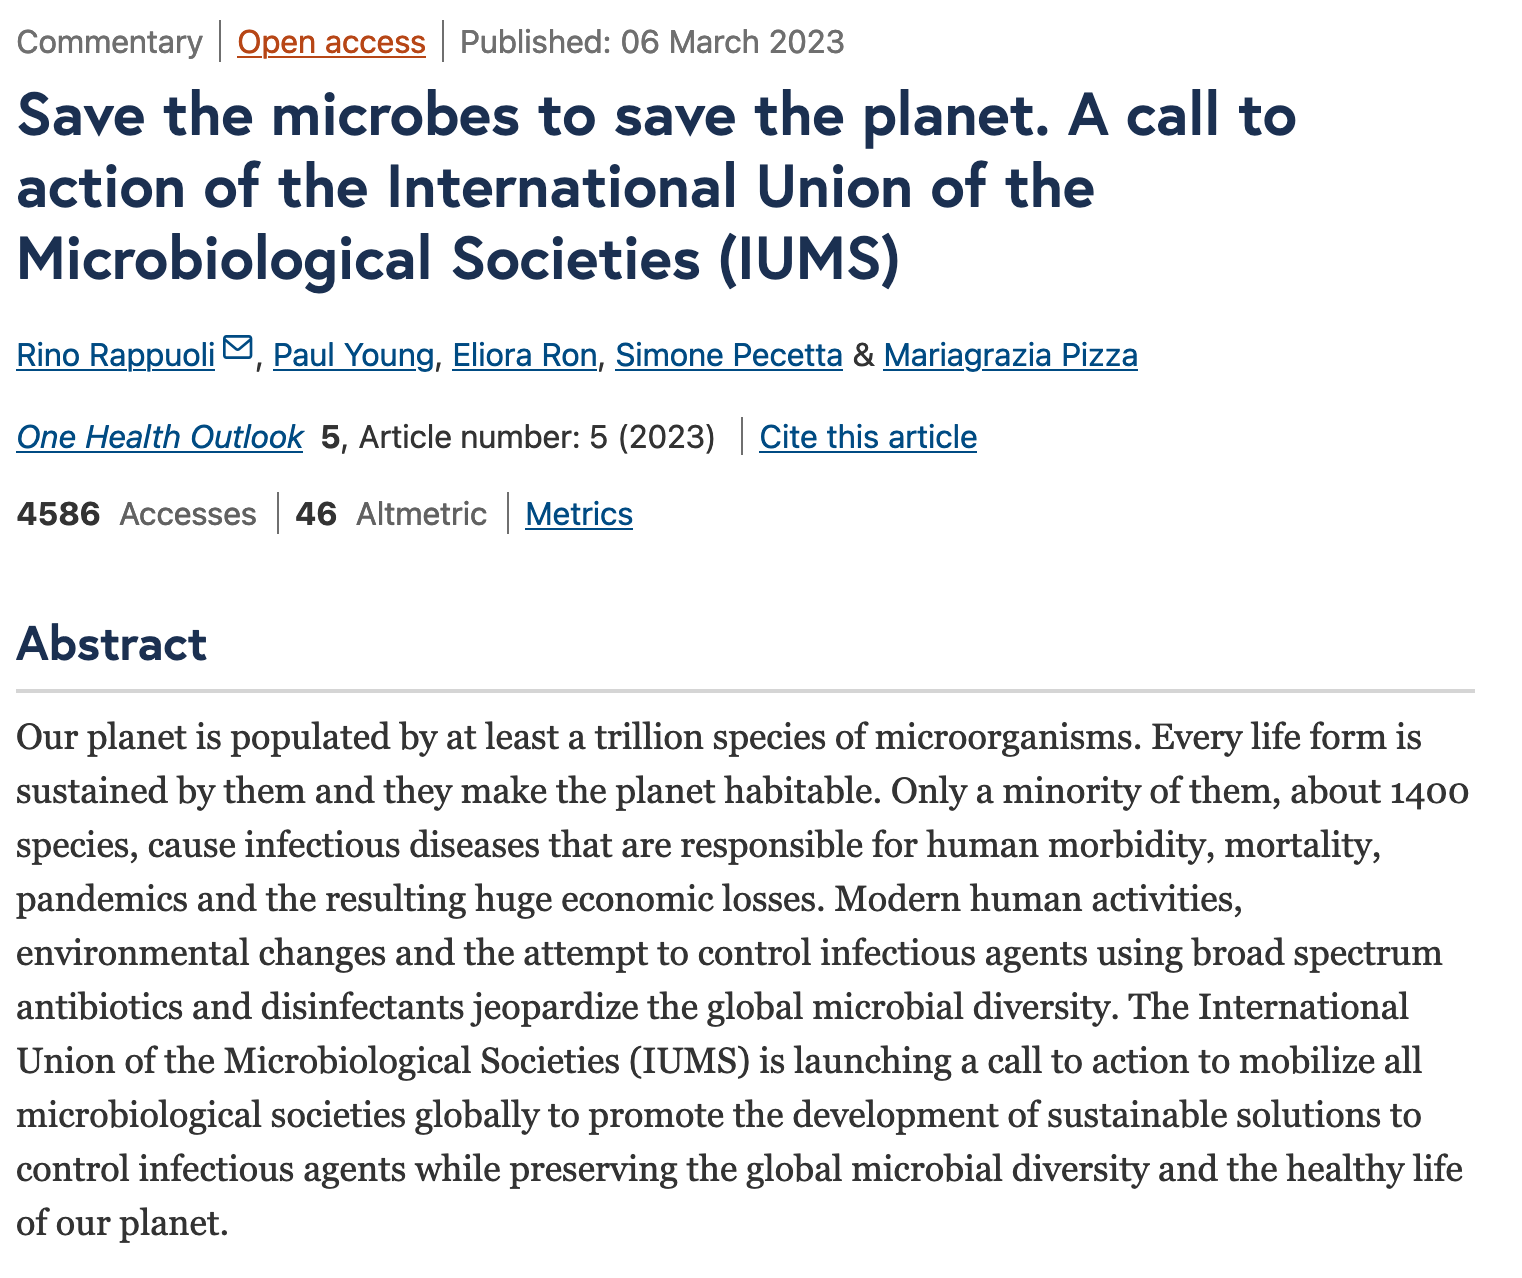 Commentary | Open access | Published: 06 March 2023
Save the microbes to save the planet. A call to
action of the International Union of the
Microbiological Societies (IUMS)
Rino Rappuoli, Paul Young, Eliora Ron, Simone Pecetta & Mariagrazia Pizza
One Health Outlook 5, Article number: 5 (2023) | Cite this article
4586 Accesses | 46 Altmetric | Metrics
Abstract
Our planet is populated by at least a trillion species of microorganisms. Every life form is
sustained by them and they make the planet habitable. Only a minority of them, about 1400
species, cause infectious diseases that are responsible for human morbidity, mortality,
pandemics and the resulting huge economic losses. Modern human activities,
environmental changes and the attempt to control infectious agents using broad spectrum
antibiotics and disinfectants jeopardize the global microbial diversity. The International
Union of the Microbiological Societies (IUMS) is launching a call to action to mobilize all
microbiological societies globally to promote the development of sustainable solutions to
control infectious agents while preserving the global microbial diversity and the healthy life
of our planet.